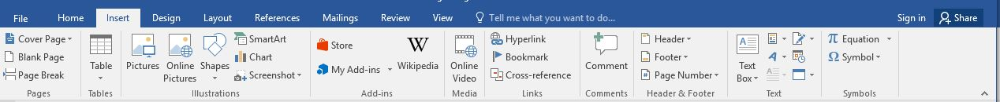 File Home Insert Design Layout References Mailings Review View Tell me what you want to do... Sign in Share
Cover Page
Blank Page
Page Break
Pages
Table
Tables
Pictures
Online
Pictures
Shapes
SmartArt
Chart
Screenshot
Illustrations
Store
My Add-ins
W
Wikipedia
Add-ins
Online
Video
Media
Hyperlink
Bookmark
Cross-reference
Links
Comment
Comments
Header
Footer
Page Number
Header & Footer
Text
Box
A
A
Text
π Equation
Ω Symbol
Symbols